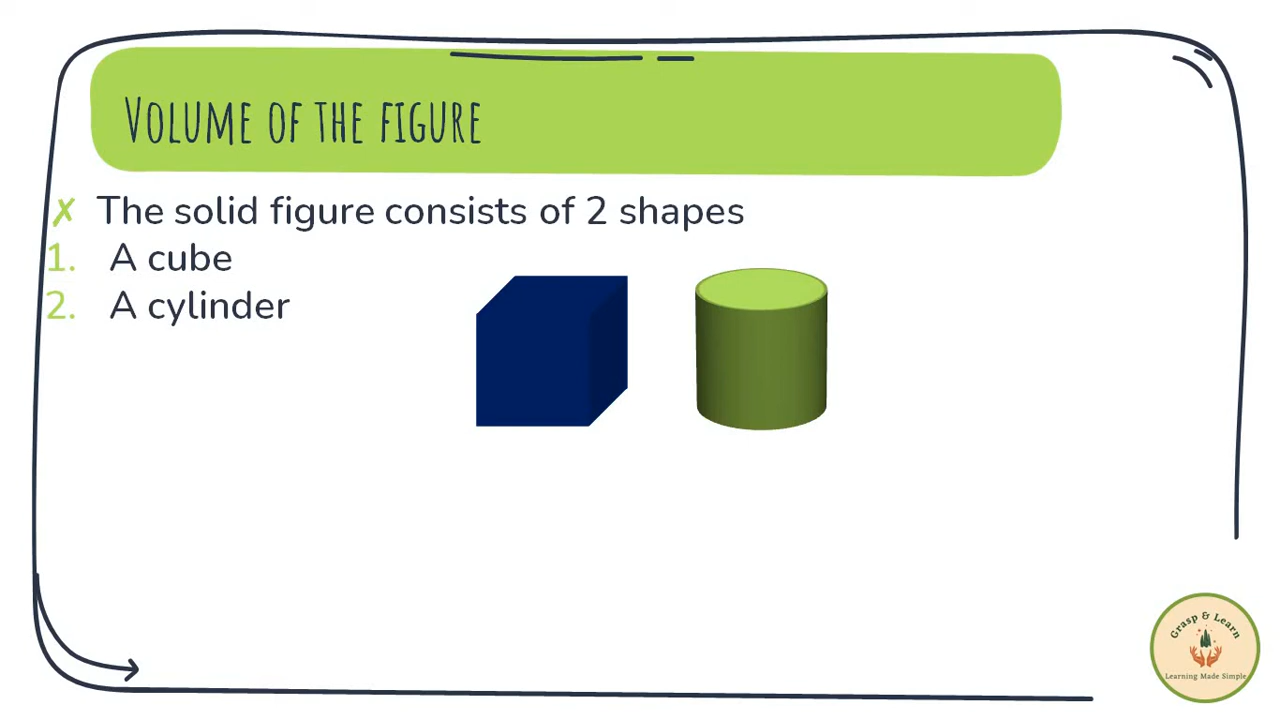 Volume of the figure
✗ The solid figure consists of 2 shapes
1. A cube
2. A cylinder
Grasp & Learn
Learning Made Simple